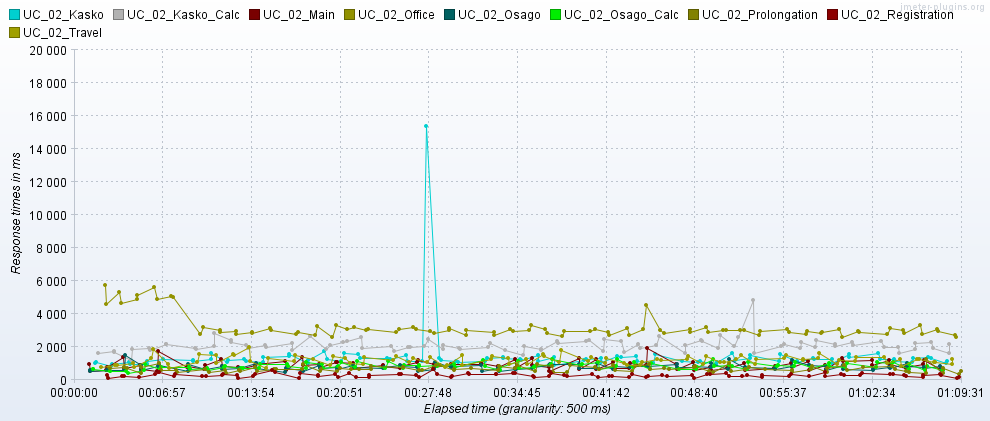 jmeter-plugins.org
UC_02_Kasko UC_02_Kasko_Calc UC_02_Main UC_02_Office UC_02_Osago UC_02_Osago_Calc UC_02_Prolongation UC_02_Registration
UC_02_Travel
20 000
18 000
16 000
14 000
12 000
10 000
8 000
6 000
4 000
2 000
0
Response times in ms
00:00:00 00:06:57 00:13:54 00:20:51 00:27:48 00:34:45 00:41:42 00:48:40 00:55:37 01:02:34 01:09:31
Elapsed time (granularity: 500 ms)